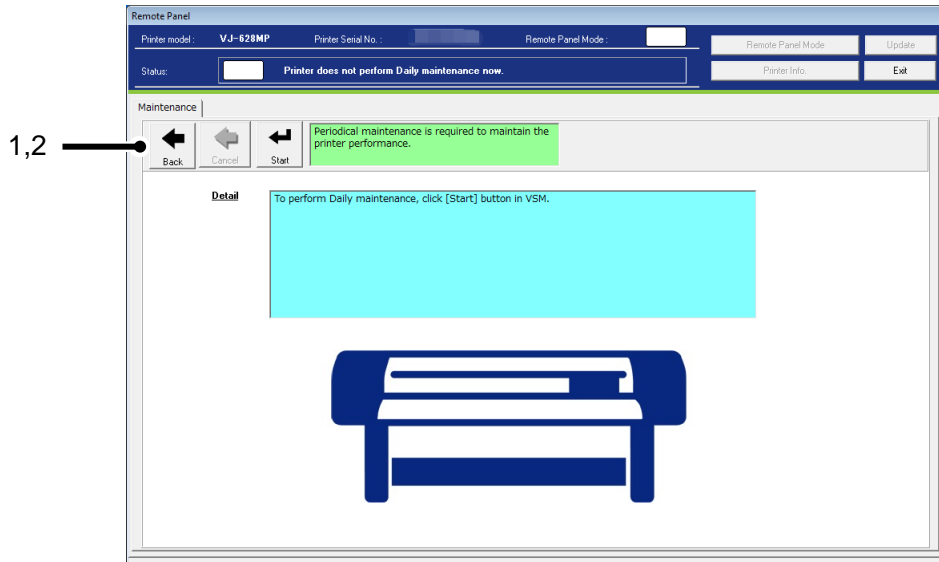 Remote Panel
Printer model : VJ-628MP Printer Serial No. : Remote Panel Mode : Remote Panel Mode Update
Status: Printer does not perform Daily maintenance now. Printer Info. Exit
Maintenance
1,2
Back Cancel Start
Periodical maintenance is required to maintain the
printer performance.
Detail
To perform Daily maintenance, click [Start] button in VSM.